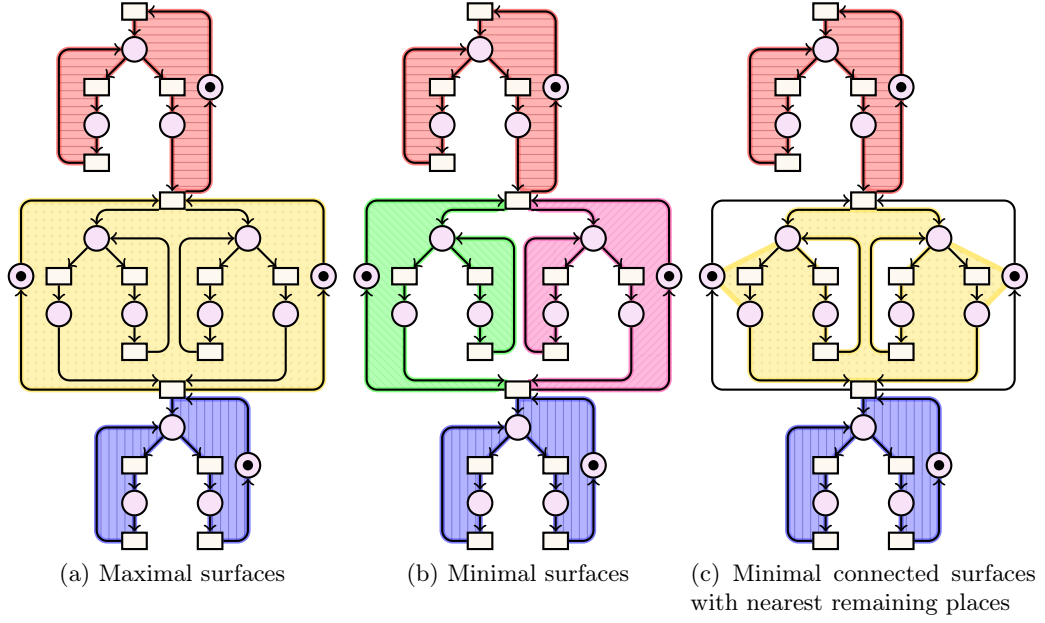 (a) Maximal surfaces
(b) Minimal surfaces
(c) Minimal connected surfaces
with nearest remaining places